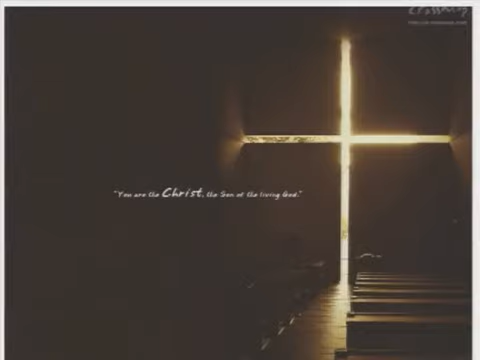 "You are the Christ, the Son of the living God."